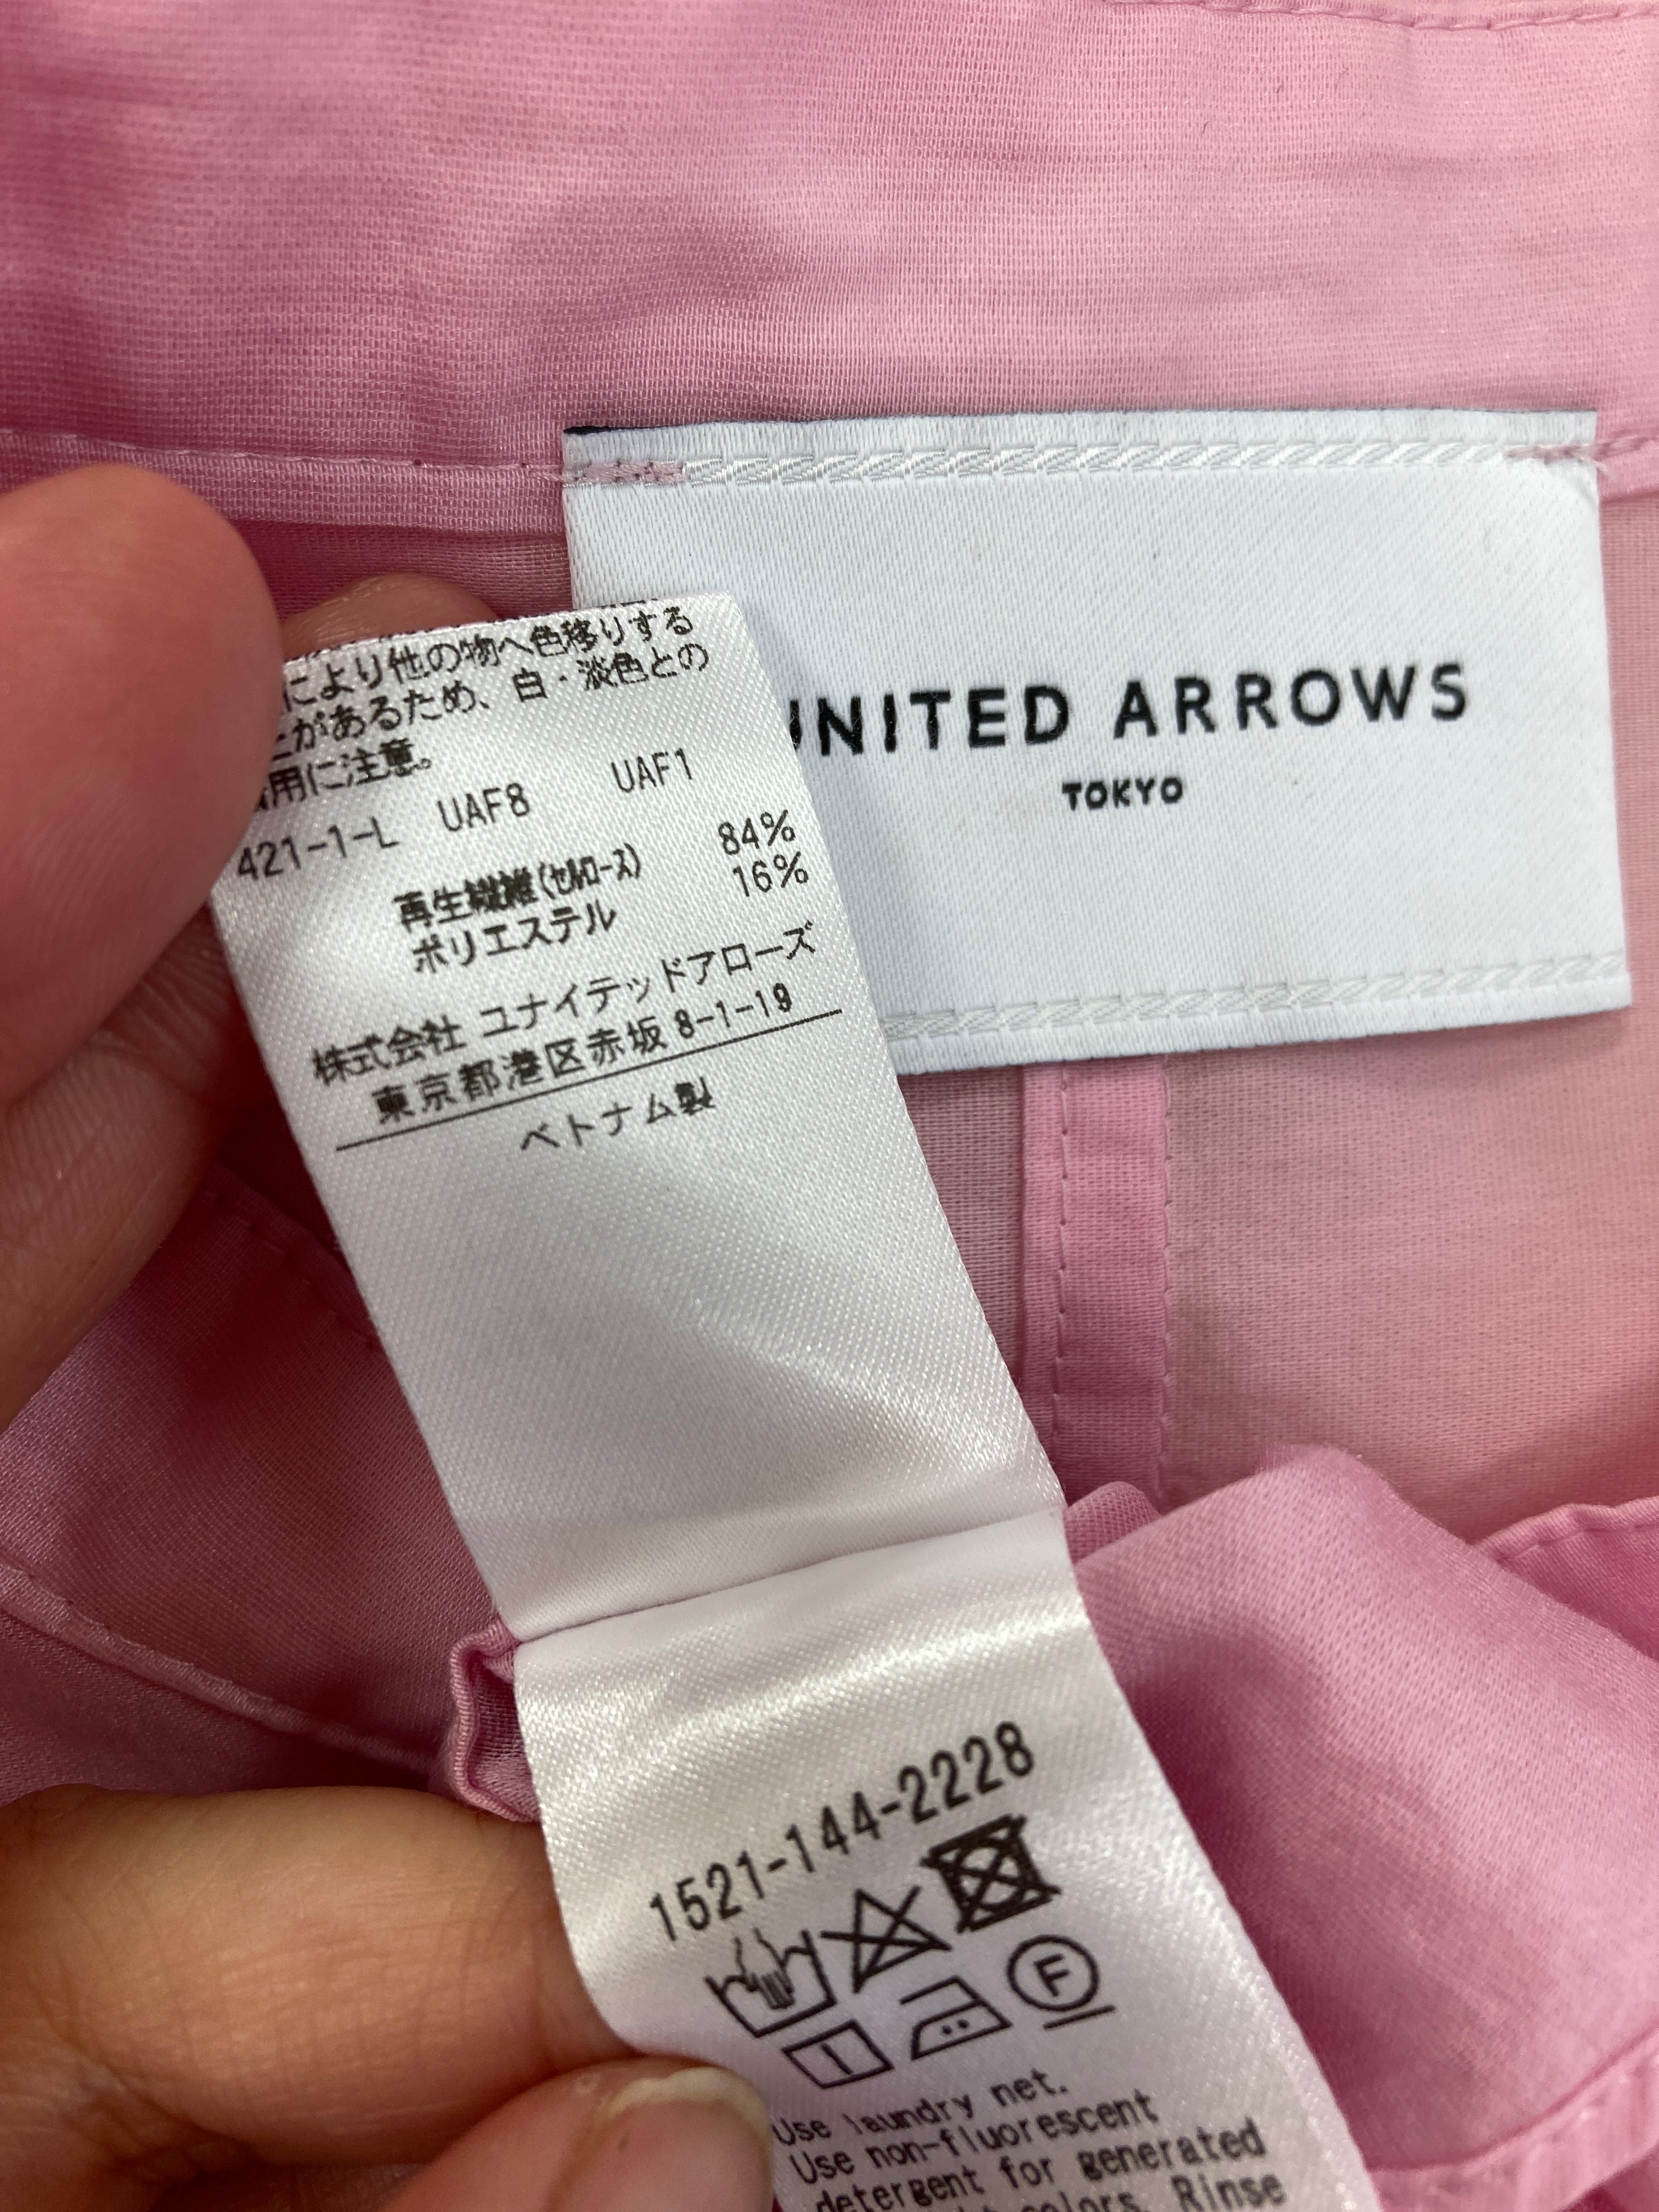 により他の物へ色移りする
とがあるため、白・淡色との
用に注意。
421-1-L UAF8 UAF1
再生繊維(セルロース) 84%
ポリエステル 16%
株式会社 ユナイテッドアローズ
東京都港区赤坂 8-1-19
ベトナム製
UNITED ARROWS
TOKYO
1521-144-2228
F
Use laundry net.
Use non-fluorescent
detergent for generated
colors. Rinse